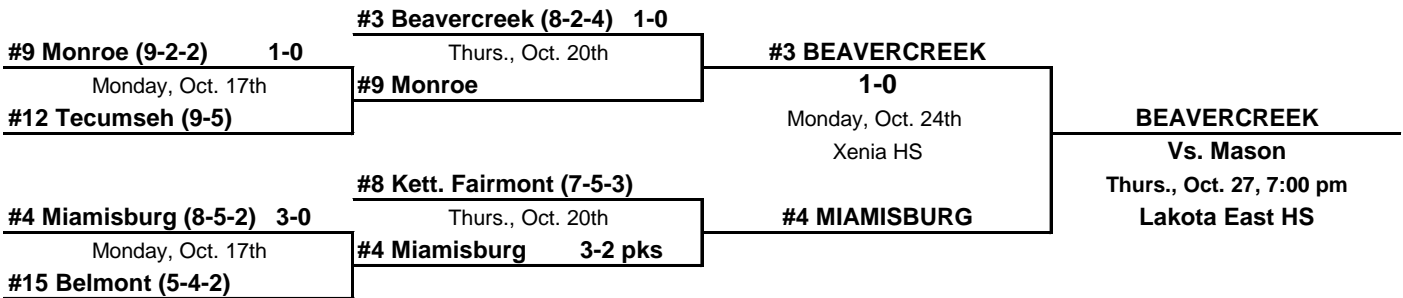 #3 Beavercreek (8-2-4) 1-0
#9 Monroe (9-2-2) 1-0
Thurs., Oct. 20th
#3 BEAVERCREEK
Monday, Oct. 17th
#9 Monroe
1-0
#12 Tecumseh (9-5)
Monday, Oct. 24th
BEAVERCREEK
Xenia HS
Vs. Mason
#8 Kett. Fairmont (7-5-3)
Thurs., Oct. 27, 7:00 pm
#4 Miamisburg (8-5-2) 3-0
Thurs., Oct. 20th
#4 MIAMISBURG
Lakota East HS
Monday, Oct. 17th
#4 Miamisburg 3-2 pks
#15 Belmont (5-4-2)